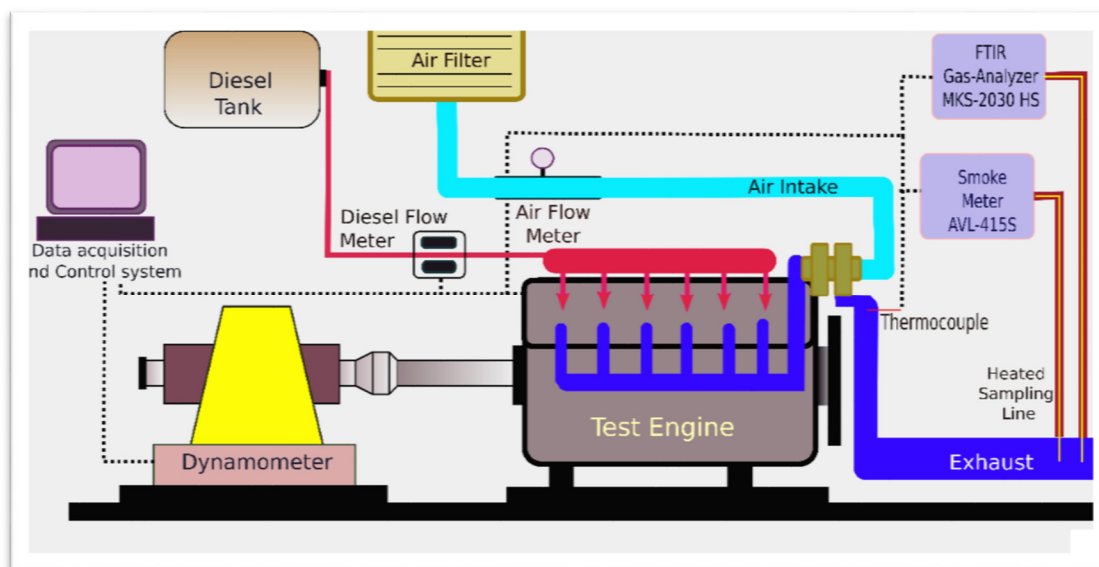 Diesel
Tank
Air Filter
FTIR
Gas-Analyzer
MKS-2030 HS
Smoke
Meter
AVL-415S
Air Intake
Diesel Flow
Meter
Air Flow
Meter
Data acquisition
nd Control system
Thermocouple
Heated
Sampling
Line
Test Engine
Dynamometer
Exhaust